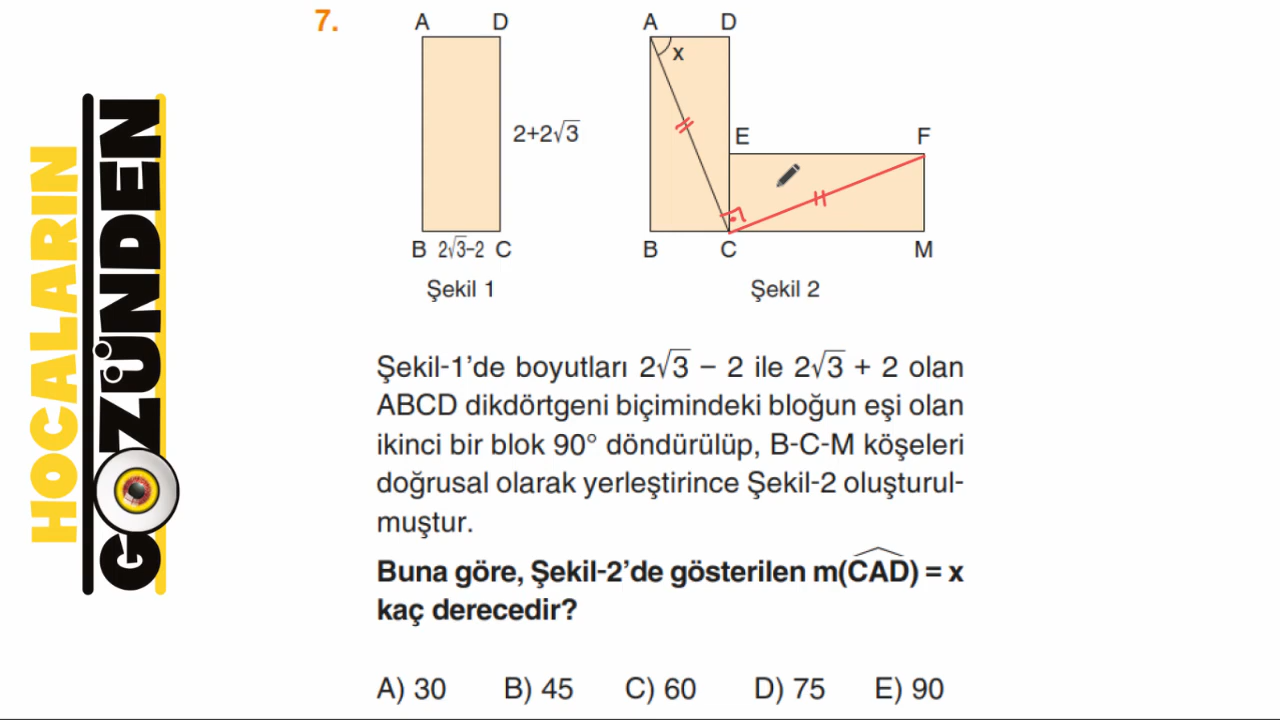 HOCALARIN
GÖZÜNDEN
7.
A D
2+2√3
B 2√3–2 C
Şekil 1
A D
x
E F
B C M
Şekil 2
Şekil-1’de boyutları 2√3 – 2 ile 2√3 + 2 olan
ABCD dikdörtgeni biçimindeki bloğun eşi olan
ikinci bir blok 90° döndürülüp, B-C-M köşeleri
doğrusal olarak yerleştirince Şekil-2 oluşturul-
muştur.
Buna göre, Şekil-2’de gösterilen m(CAD) = x
kaç derecedir?
A) 30 B) 45 C) 60 D) 75 E) 90